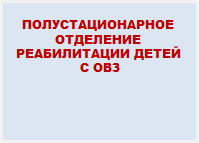 ПОЛУСТАЦИОНАРНОЕ
ОТДЕЛЕНИЕ
РЕАБИЛИТАЦИИ ДЕТЕЙ
С ОВЗ